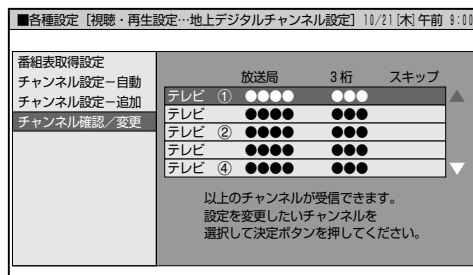 ■各種設定［視聴・再生設定…地上デジタルチャンネル設定］10/21［木］午前 9:00
番組表取得設定
チャンネル設定−自動
チャンネル設定−追加
チャンネル確認／変更
放送局 3桁 スキップ
テレビ ① ●●●● ●●●
テレビ ●●●● ●●●
テレビ ② ●●●● ●●●
テレビ ●●●● ●●●
テレビ ④ ●●●● ●●●
以上のチャンネルが受信できます。
設定を変更したいチャンネルを
選択して決定ボタンを押してください。